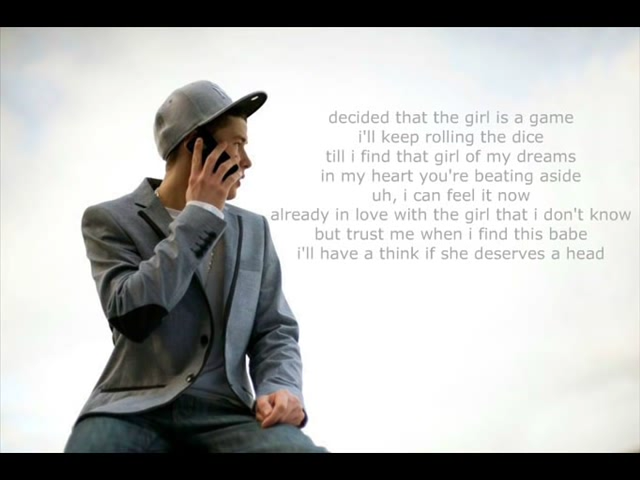 decided that the girl is a game
i'll keep rolling the dice
till i find that girl of my dreams
in my heart you're beating aside
uh, i can feel it now
already in love with the girl that i don't know
but trust me when i find this babe
i'll have a think if she deserves a head